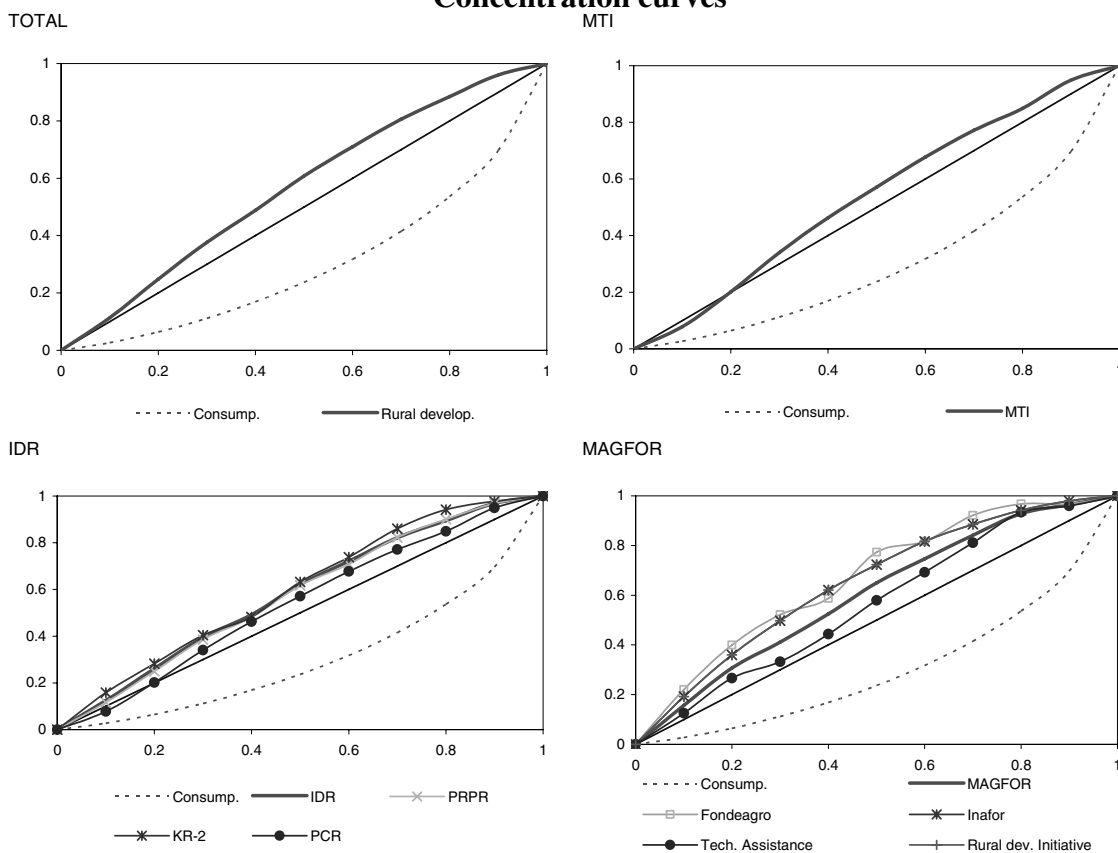 Concentration curves
TOTAL
1
0.8
0.6
0.4
0.2
0
0 0.2 0.4 0.6 0.8 1
Consump. Rural develop.
MTI
1
0.8
0.6
0.4
0.2
0
0 0.2 0.4 0.6 0.8 1
Consump. MTI
IDR
1
0.8
0.6
0.4
0.2
0
0 0.2 0.4 0.6 0.8 1
Consump. IDR PRPR
KR-2 PCR
MAGFOR
1
0.8
0.6
0.4
0.2
0
0 0.2 0.4 0.6 0.8 1
Consump. MAGFOR
Fondeagro Inafor
Tech. Assistance Rural dev. Initiative